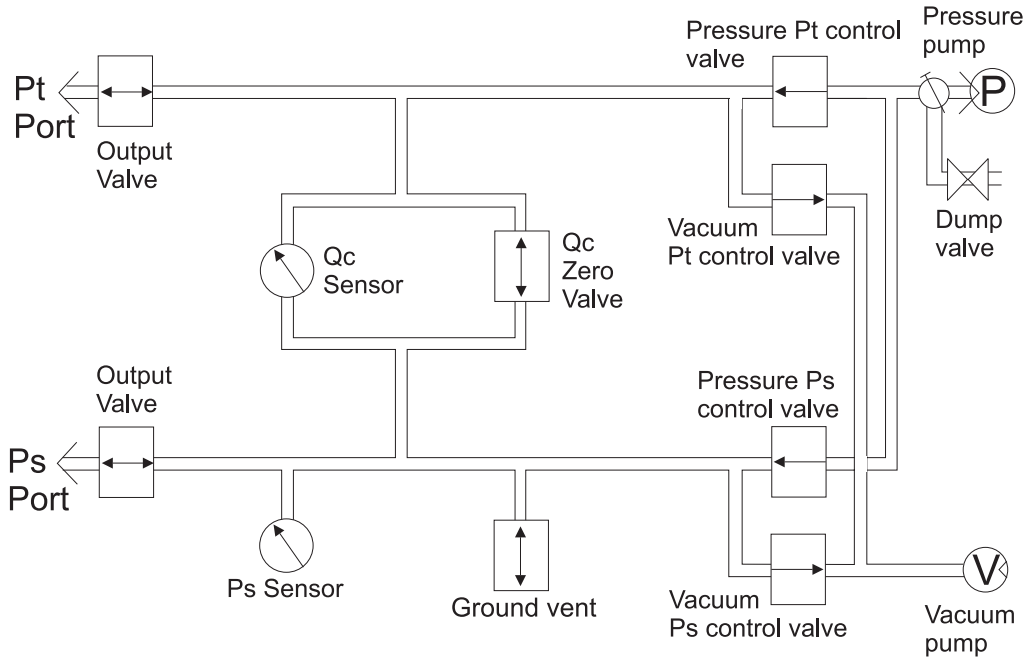 Pressure
pump
Pressure Pt control
valve
P
Pt
Port
Output
Valve
Dump
valve
Vacuum
Pt control valve
Qc
Sensor
Qc
Zero
Valve
Output
Valve
Pressure Ps
control valve
Ps
Port
Ps Sensor
Ground vent
Vacuum
Ps control valve
V
Vacuum
pump